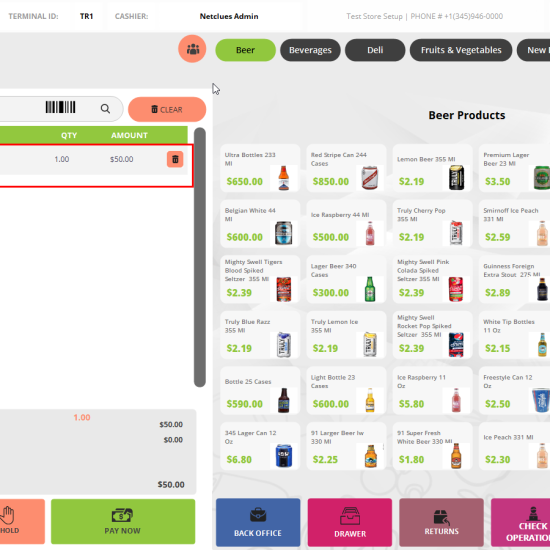 TERMINAL ID: TR1 CASHIER: Netclues Admin Test Store Setup | PHONE # +1(345)946-0000
Beer Beverages Deli Fruits & Vegetables New
CLEAR
QTY AMOUNT
1.00 $50.00
1.00
$50.00
$0.00
$50.00
HOLD PAY NOW
Beer Products
Ultra Bottles 233
Ml
$650.00
Red Stripe Can 244
Cases
$850.00
Lemon Beer 355 Ml
$2.19
Premium Lager
Beer 23 Ml
$3.50
Belgian White 44
Ml
$600.00
Ice Raspberry 44 Ml
$500.00
Truly Cherry Pop
355 Ml
$2.19
Smirnoff Ice Peach
331 Ml
$2.59
Mighty Swell Tigers
Blood Spiked
Seltzer 355 Ml
$2.39
Lager Beer 340
Cases
$300.00
Mighty Swell Pink
Colada Spiked
Seltzer 355 Ml
$2.39
Guinness Foreign
Extra Stout 275 Ml
$2.89
Truly Blue Razz
355 Ml
$2.19
Truly Lemon Ice
355 Ml
$2.19
Mighty Swell
Rocket Pop Spiked
Seltzer 355 Ml
$2.39
White Tip Bottles
11 Oz
$2.15
Bottle 25 Cases
$590.00
Light Bottle 23
Cases
$600.00
Ice Raspberry 11
Oz
$5.80
Freestyle Can 12
Oz
$2.50
345 Lager Can 12
Oz
$6.80
91 Larger Beer Iw
330 Ml
$2.25
91 Super Fresh
White Beer 330 Ml
$1.80
Ice Peach 331 Ml
$2.30
BACK OFFICE DRAWER RETURNS CHECK
OPERATION